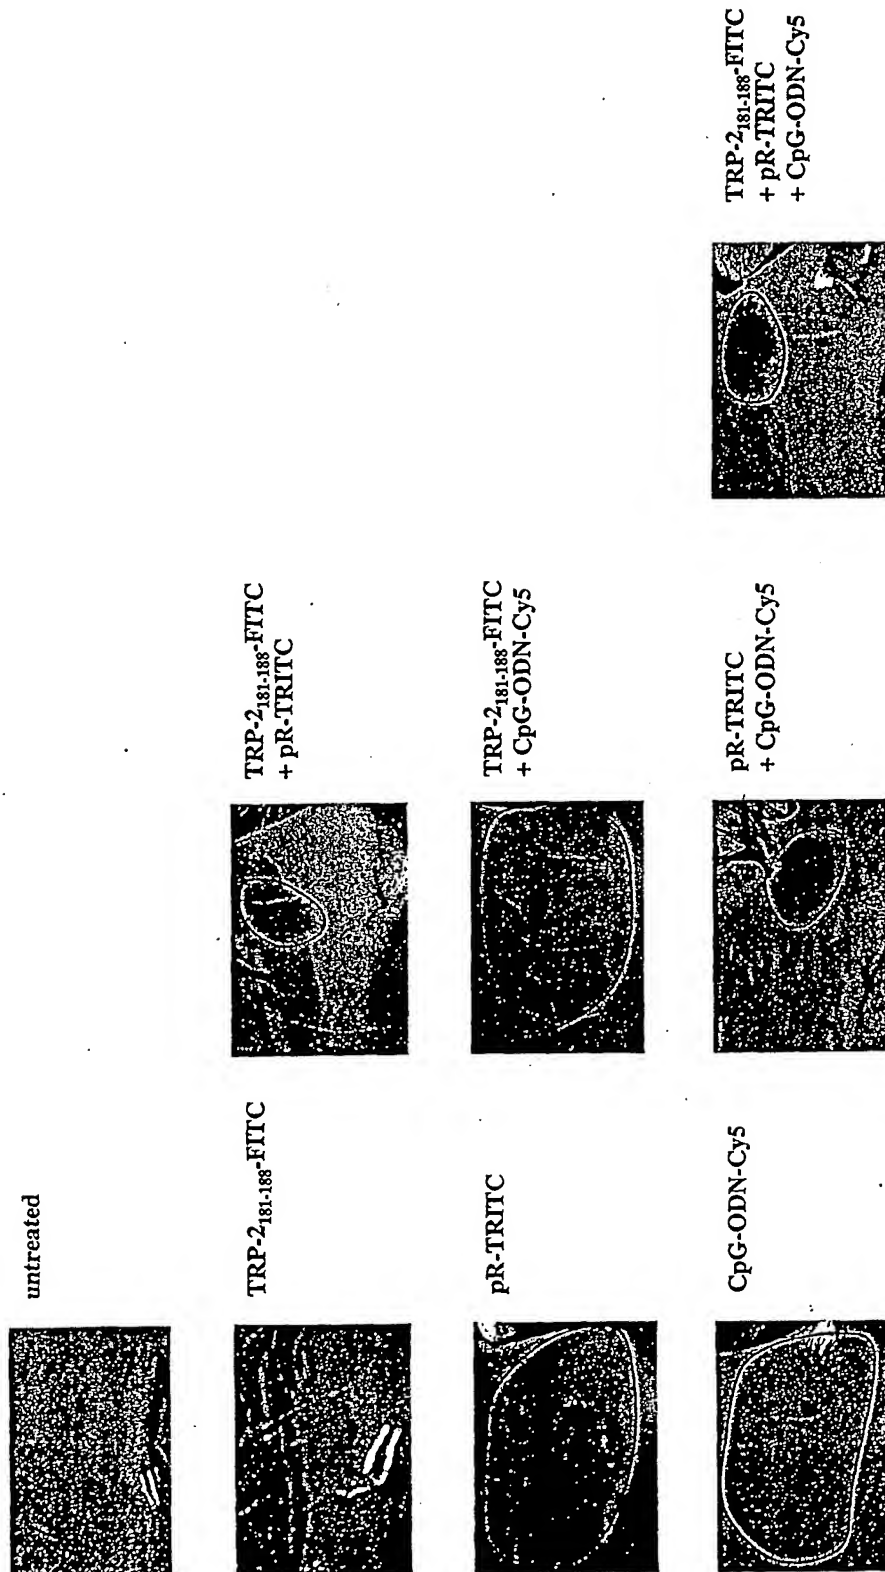 untreated
TRP-2181-188-FITC
pR-TRITC
CpG-ODN-Cy5
TRP-2181-188-FITC
+ pR-TRITC
TRP-2181-188-FITC
+ CpG-ODN-Cy5
pR-TRITC
+ CpG-ODN-Cy5
TRP-2181-188-FITC
+ pR-TRITC
+ CpG-ODN-Cy5